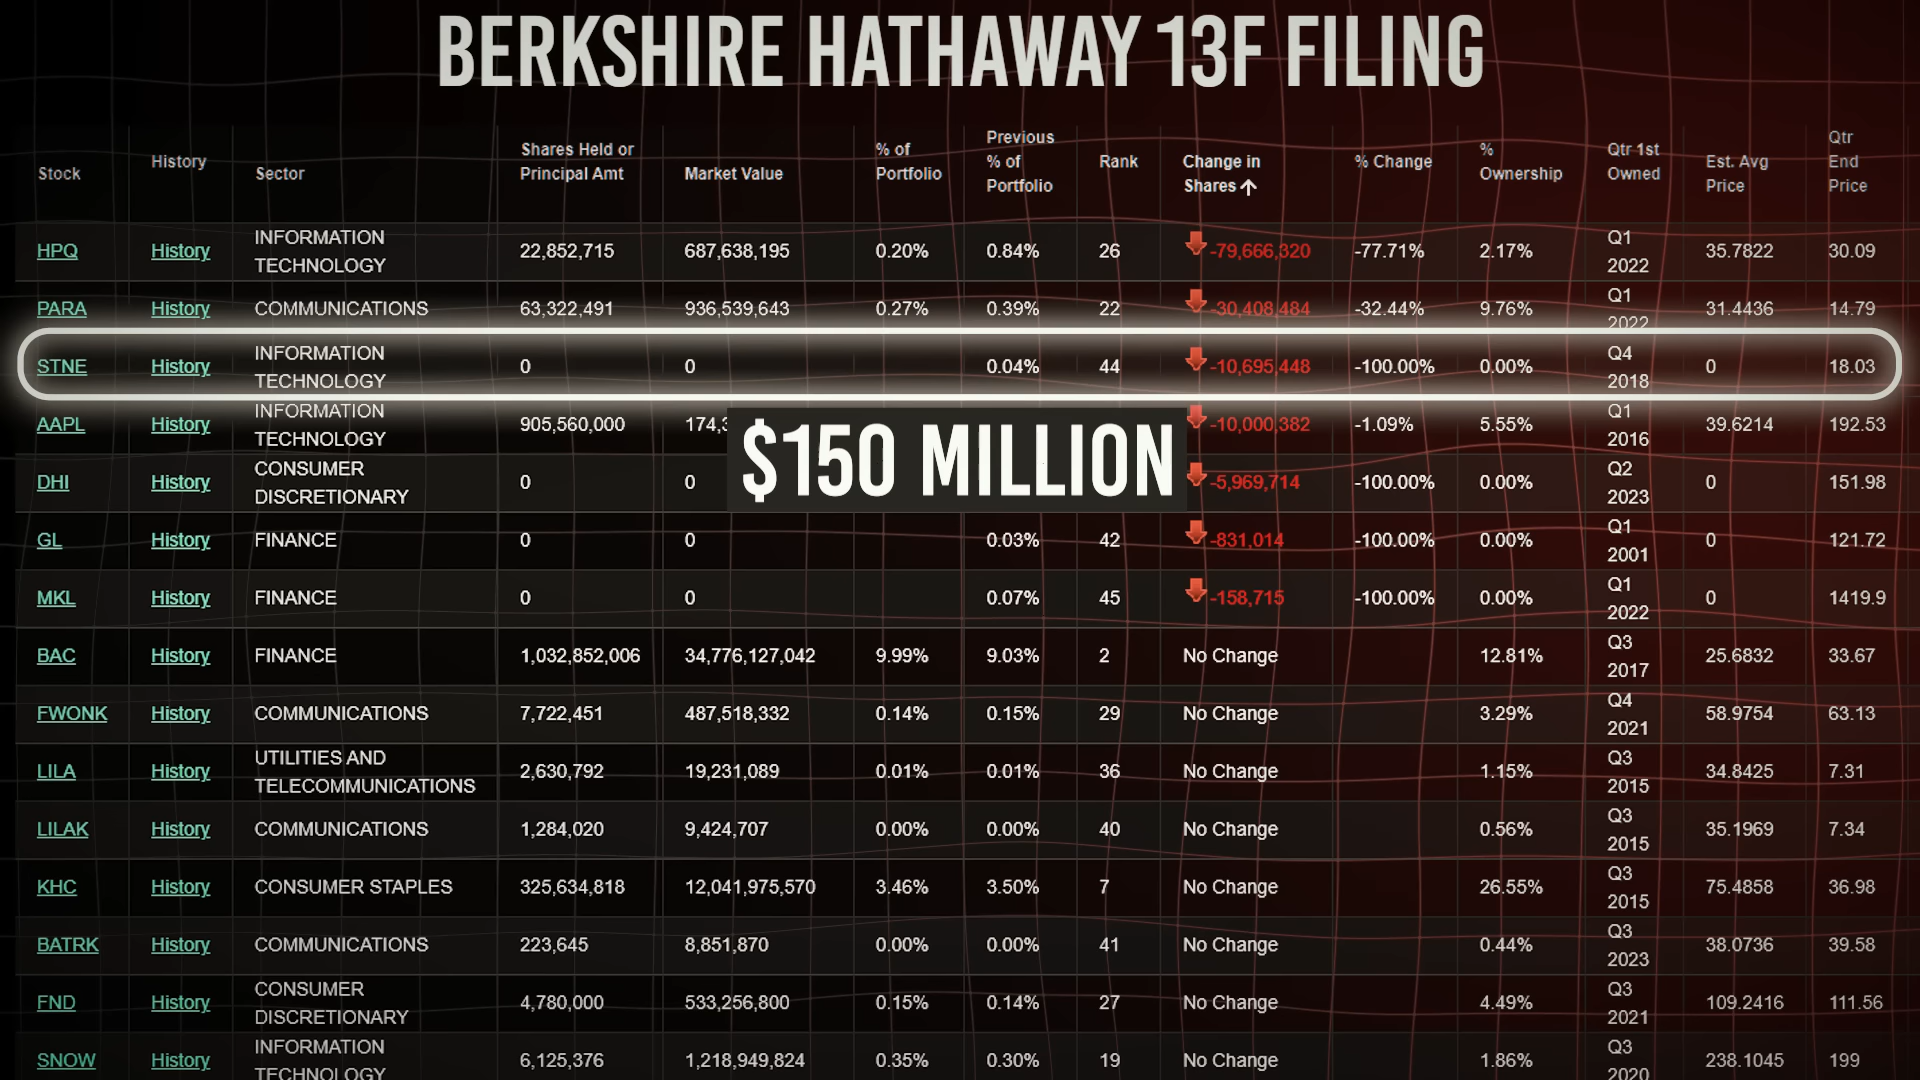 BERKSHIRE HATHAWAY 13F FILING
Stock History Sector Shares Held or Principal Amt Market Value % of Portfolio Previous % of Portfolio Rank Change in Shares % Change % Ownership Qtr 1st Owned Est. Avg Price Qtr End Price
HPQ History INFORMATION TECHNOLOGY 22,852,715 687,638,195 0.20% 0.84% 26 -79,666,320 -77.71% 2.17% Q1 2022 35.7822 30.09
PARA History COMMUNICATIONS 63,322,491 936,539,643 0.27% 0.39% 22 -30,408,484 -32.44% 9.76% Q1 2022 31.4436 14.79
STNE History INFORMATION TECHNOLOGY 0 0 0.04% 44 -10,695,448 -100.00% 0.00% Q4 2018 0 18.03
AAPL History INFORMATION TECHNOLOGY 905,560,000 -10,000,382 -1.09% 5.55% Q1 2016 39.6214 192.53
$150 MILLION
DHI History CONSUMER DISCRETIONARY 0 0 -5,969,714 -100.00% 0.00% Q2 2023 0 151.98
GL History FINANCE 0 0 0.03% 42 -831,014 -100.00% 0.00% Q1 2001 0 121.72
MKL History FINANCE 0 0 0.07% 45 -158,715 -100.00% 0.00% Q1 2022 0 1419.9
BAC History FINANCE 1,032,852,006 34,776,127,042 9.99% 9.03% 2 No Change 12.81% Q3 2017 25.6832 33.67
FWONK History COMMUNICATIONS 7,722,451 487,518,332 0.14% 0.15% 29 No Change 3.29% Q4 2021 58.9754 63.13
LILA History UTILITIES AND TELECOMMUNICATIONS 2,630,792 19,231,089 0.01% 0.01% 36 No Change 1.15% Q3 2015 34.8425 7.31
LILAK History COMMUNICATIONS 1,284,020 9,424,707 0.00% 0.00% 40 No Change 0.56% Q3 2015 35.1969 7.34
KHC History CONSUMER STAPLES 325,634,818 12,041,975,570 3.46% 3.50% 7 No Change 26.55% Q3 2015 75.4858 36.98
BATRK History COMMUNICATIONS 223,645 8,851,870 0.00% 0.00% 41 No Change 0.44% Q3 2023 38.0736 39.58
FND History CONSUMER DISCRETIONARY 4,780,000 533,256,800 0.15% 0.14% 27 No Change 4.49% Q3 2021 109.2416 111.56
SNOW History INFORMATION TECHNOLOGY 6,125,376 1,218,949,824 0.35% 0.30% 19 No Change 1.86% Q3 2020 238.1045 199